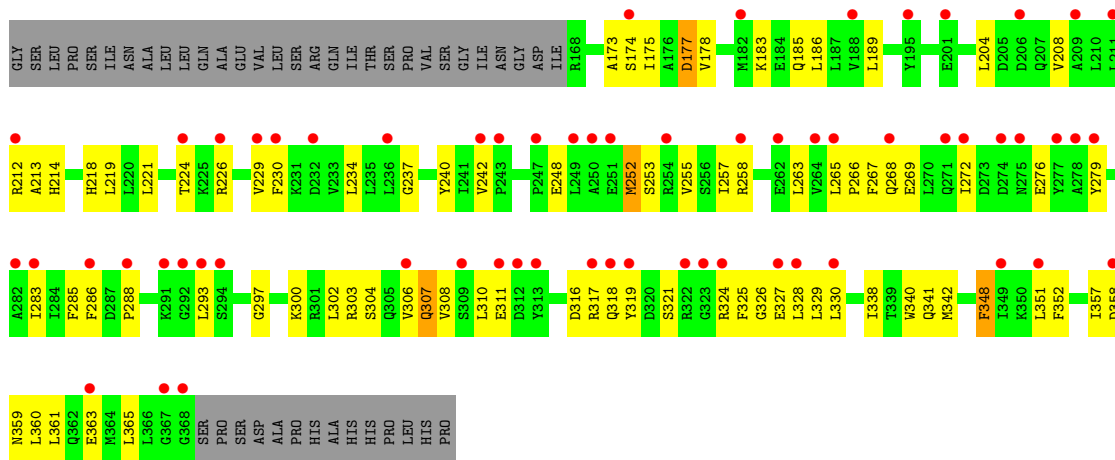 GLY SER LEU PRO SER ILE ASN ALA LEU LEU GLN ALA GLU VAL LEU SER ARG GLN ILE THR SER PRO VAL SER GLY ILE ASN GLY ASP ILE R168 A173 S174 I175 A176 D177 V178 M182 K183 E184 Q185 L186 L187 V188 L189 Y195 E201 L204 D205 D206 Q207 V208 A209 L210 L211
R212 A213 H214 H218 L219 L220 L221 T224 K225 R226 V229 F230 K231 D232 V233 L234 L235 L236 G237 Y240 I241 V242 P243 P247 E248 L249 A250 E251 M252 S253 R254 V255 S256 I257 R258 E262 L263 V264 L265 P266 F267 Q268 E269 L270 Q271 I272 D273 D274 N275 E276 Y277 A278 Y279
A282 I283 I284 F285 F286 D287 P288 K291 G292 L293 S294 G297 K300 R301 L302 R303 S304 Q305 V306 Q307 V308 S309 L310 E311 D312 Y313 D316 R317 Q318 Y319 D320 S321 R322 G323 R324 F325 G326 E327 L328 L329 L330 I338 T339 W340 Q341 M342 F348 I349 K350 L351 F352 I357 D358
N359 L360 L361 Q362 E363 M364 L365 L366 G367 G368 SER PRO SER ASP ALA PRO HIS ALA HIS HIS PRO LEU HIS PRO